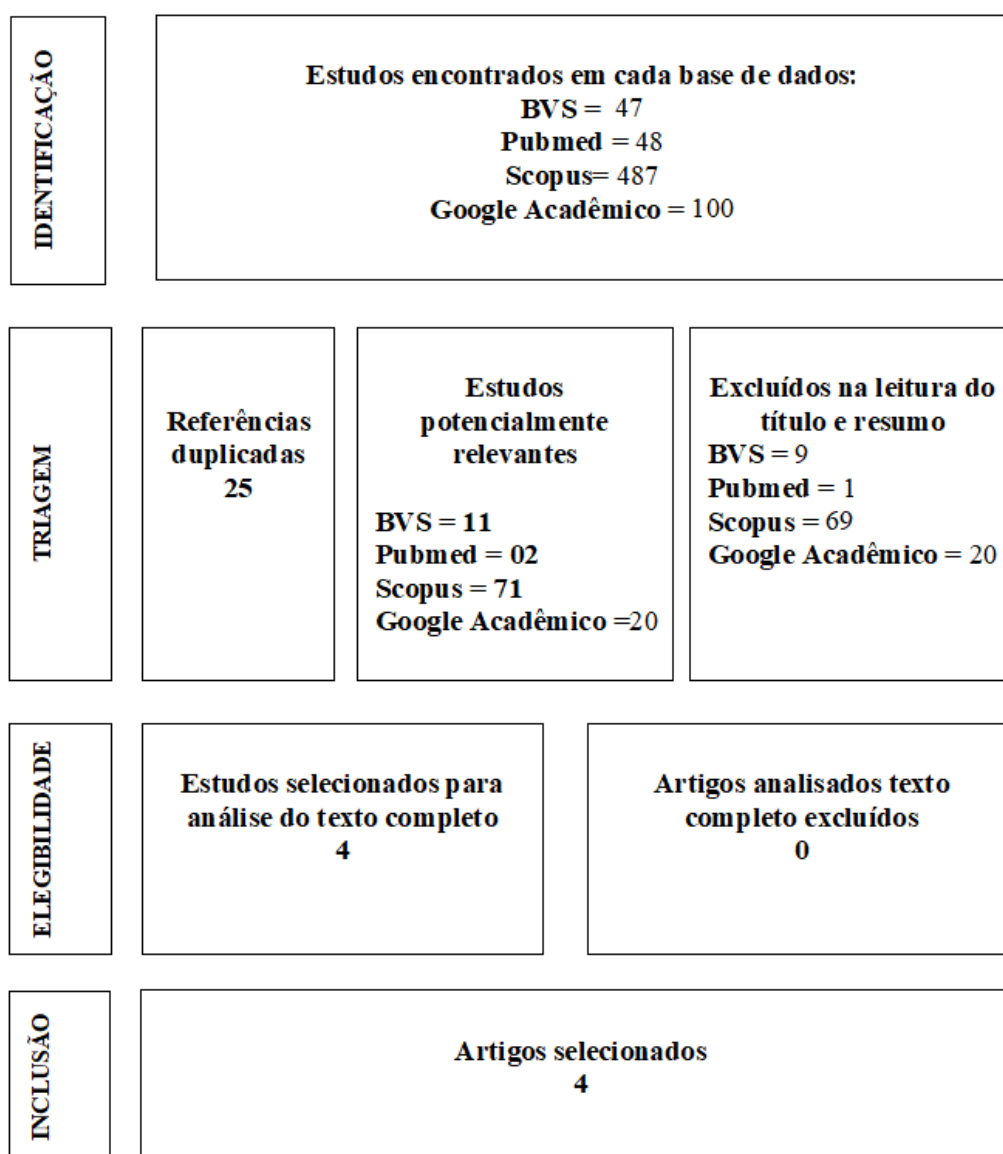 IDENTIFICAÇÃO
Estudos encontrados em cada base de dados:
BVS = 47
Pubmed = 48
Scopus= 487
Google Acadêmico = 100
TRIAGEM
Referências
duplicadas
25
Estudos
potencialmente
relevantes
BVS = 11
Pubmed = 02
Scopus = 71
Google Acadêmico =20
Excluídos na leitura do
título e resumo
BVS = 9
Pubmed = 1
Scopus = 69
Google Acadêmico = 20
ELEGIBILIDADE
Estudos selecionados para
análise do texto completo
4
Artigos analisados texto
completo excluídos
0
INCLUSÃO
Artigos selecionados
4